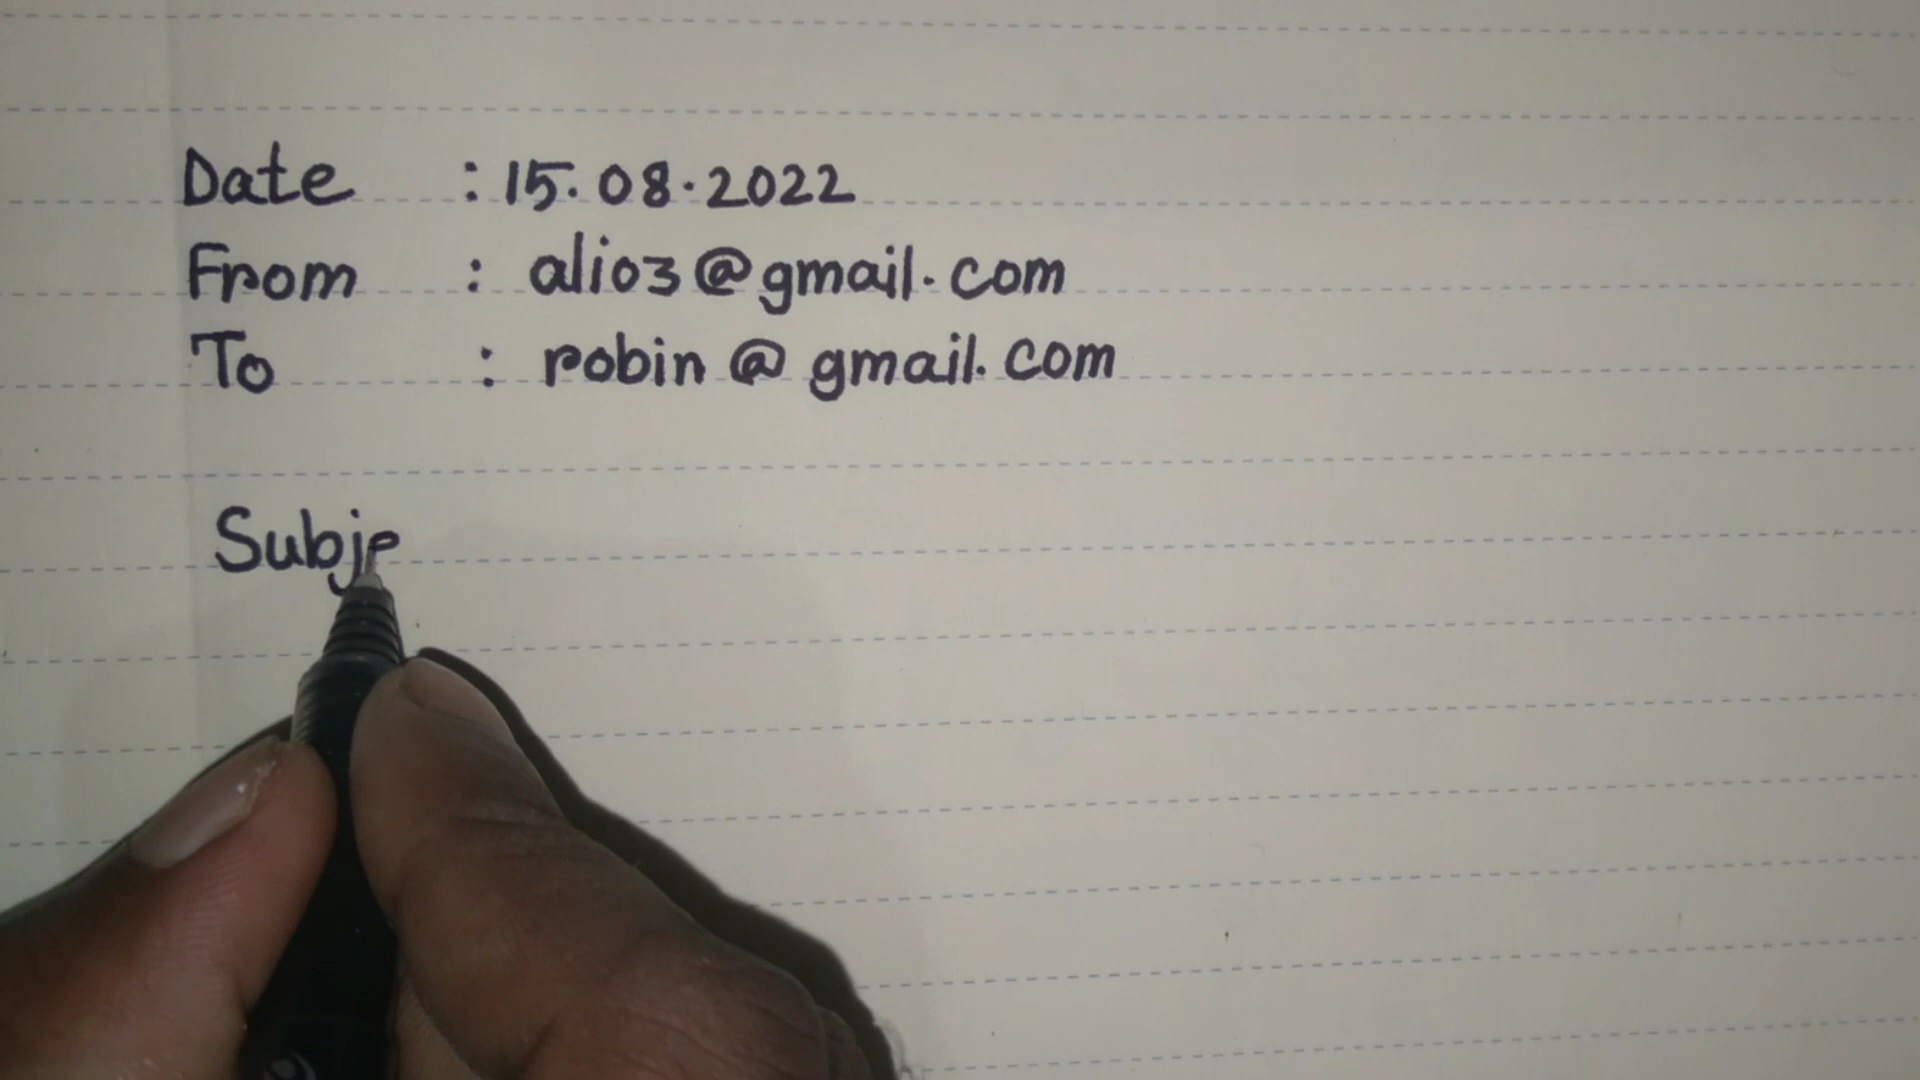 Date : 15.08.2022
From : ali03@gmail.com
To : robin@gmail.com
Subje